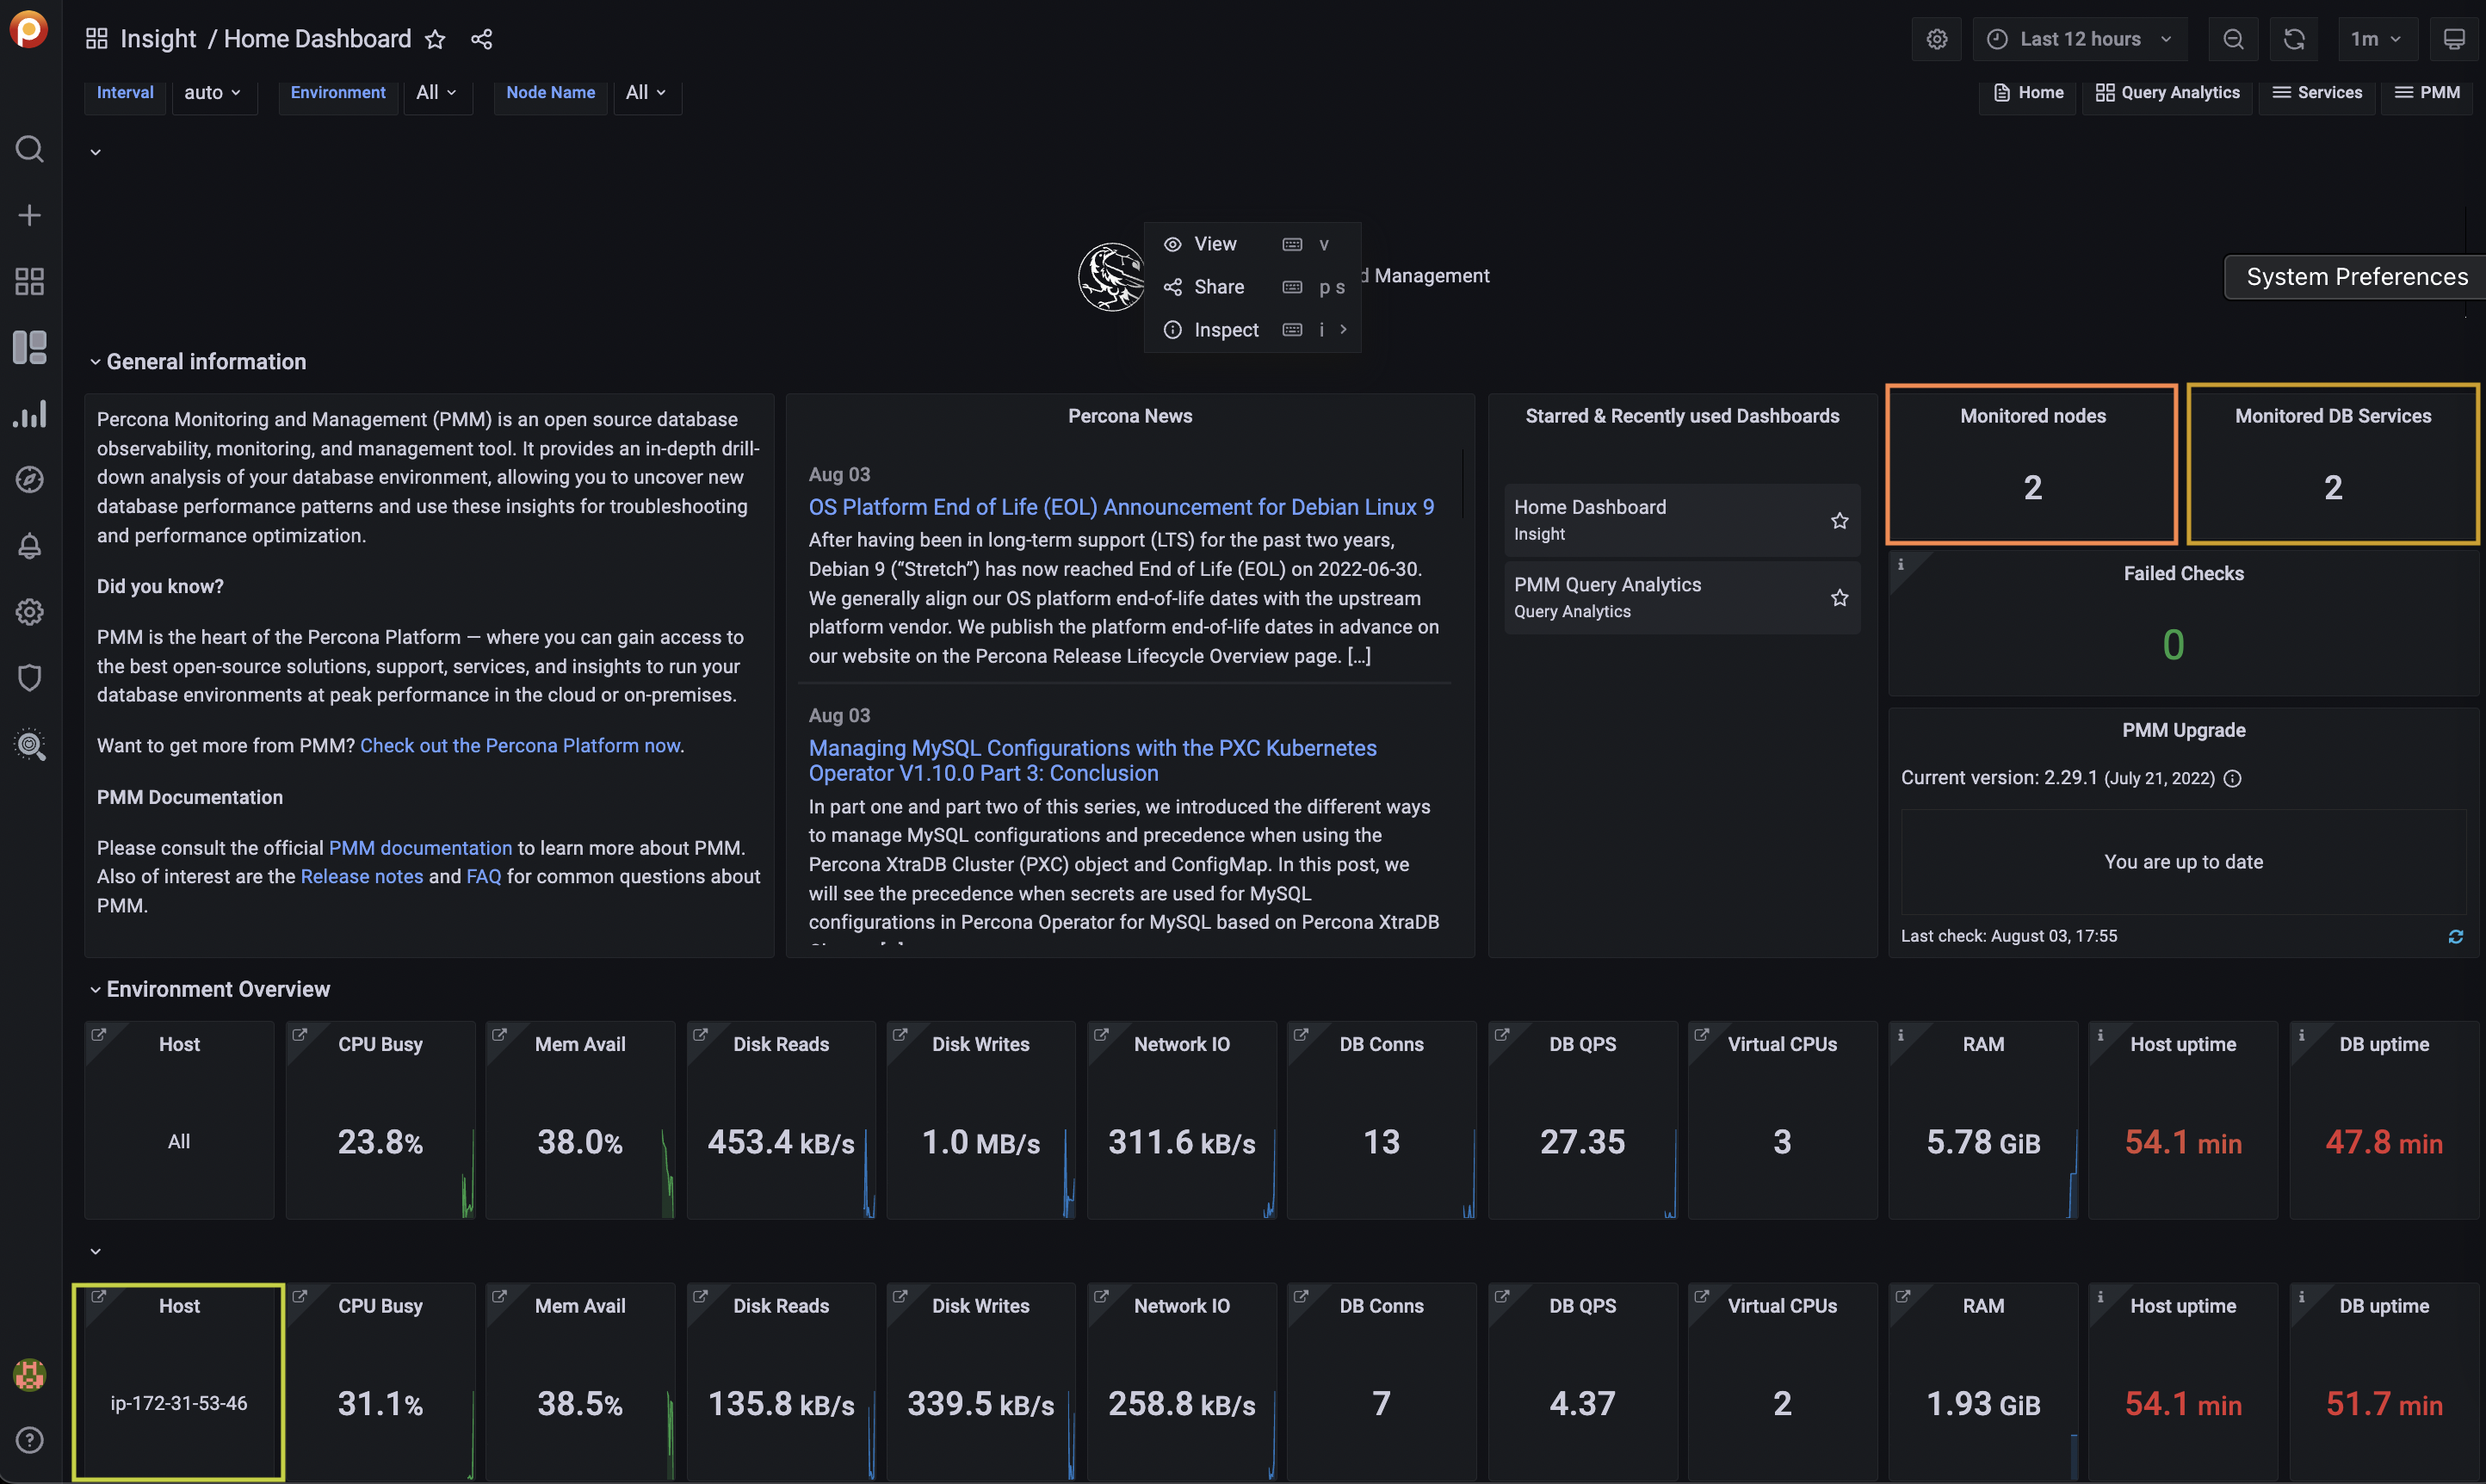 Insight / Home Dashboard
Last 12 hours
1m
Interval
auto
Environment
All
Node Name
All
Home
Query Analytics
Services
PMM
View v
Share p s
Inspect i
d Management
System Preferences
General information
Percona Monitoring and Management (PMM) is an open source database
observability, monitoring, and management tool. It provides an in-depth drill-
down analysis of your database environment, allowing you to uncover new
database performance patterns and use these insights for troubleshooting
and performance optimization.
Did you know?
PMM is the heart of the Percona Platform — where you can gain access to
the best open-source solutions, support, services, and insights to run your
database environments at peak performance in the cloud or on-premises.
Want to get more from PMM? Check out the Percona Platform now.
PMM Documentation
Please consult the official PMM documentation to learn more about PMM.
Also of interest are the Release notes and FAQ for common questions about
PMM.
Percona News
Aug 03
OS Platform End of Life (EOL) Announcement for Debian Linux 9
After having been in long-term support (LTS) for the past two years,
Debian 9 (“Stretch”) has now reached End of Life (EOL) on 2022-06-30.
We generally align our OS platform end-of-life dates with the upstream
platform vendor. We publish the platform end-of-life dates in advance on
our website on the Percona Release Lifecycle Overview page. [...]
Aug 03
Managing MySQL Configurations with the PXC Kubernetes
Operator V1.10.0 Part 3: Conclusion
In part one and part two of this series, we introduced the different ways
to manage MySQL configurations and precedence when using the
Percona XtraDB Cluster (PXC) object and ConfigMap. In this post, we
will see the precedence when secrets are used for MySQL
configurations in Percona Operator for MySQL based on Percona XtraDB
Starred & Recently used Dashboards
Home Dashboard
Insight
PMM Query Analytics
Query Analytics
Monitored nodes
2
Monitored DB Services
2
Failed Checks
0
PMM Upgrade
Current version: 2.29.1 (July 21, 2022)
You are up to date
Last check: August 03, 17:55
Environment Overview
Host
All
CPU Busy
23.8%
Mem Avail
38.0%
Disk Reads
453.4 kB/s
Disk Writes
1.0 MB/s
Network IO
311.6 kB/s
DB Conns
13
DB QPS
27.35
Virtual CPUs
3
RAM
5.78 GiB
Host uptime
54.1 min
DB uptime
47.8 min
Host
ip-172-31-53-46
CPU Busy
31.1%
Mem Avail
38.5%
Disk Reads
135.8 kB/s
Disk Writes
339.5 kB/s
Network IO
258.8 kB/s
DB Conns
7
DB QPS
4.37
Virtual CPUs
2
RAM
1.93 GiB
Host uptime
54.1 min
DB uptime
51.7 min